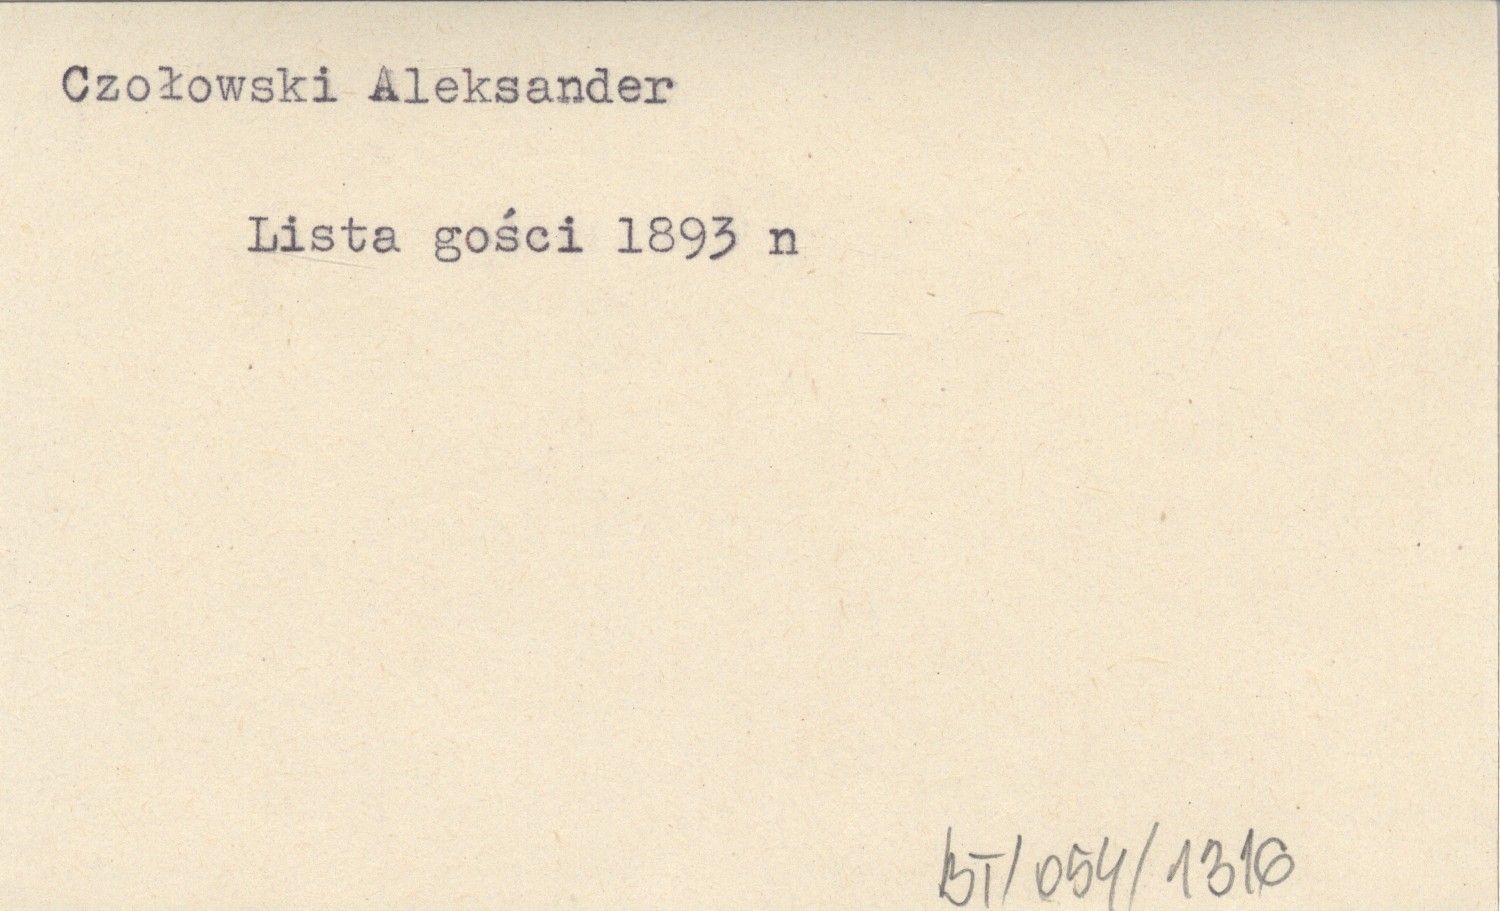 Czołowski Aleksander
Lista gości 1893 n
BT/054/1316